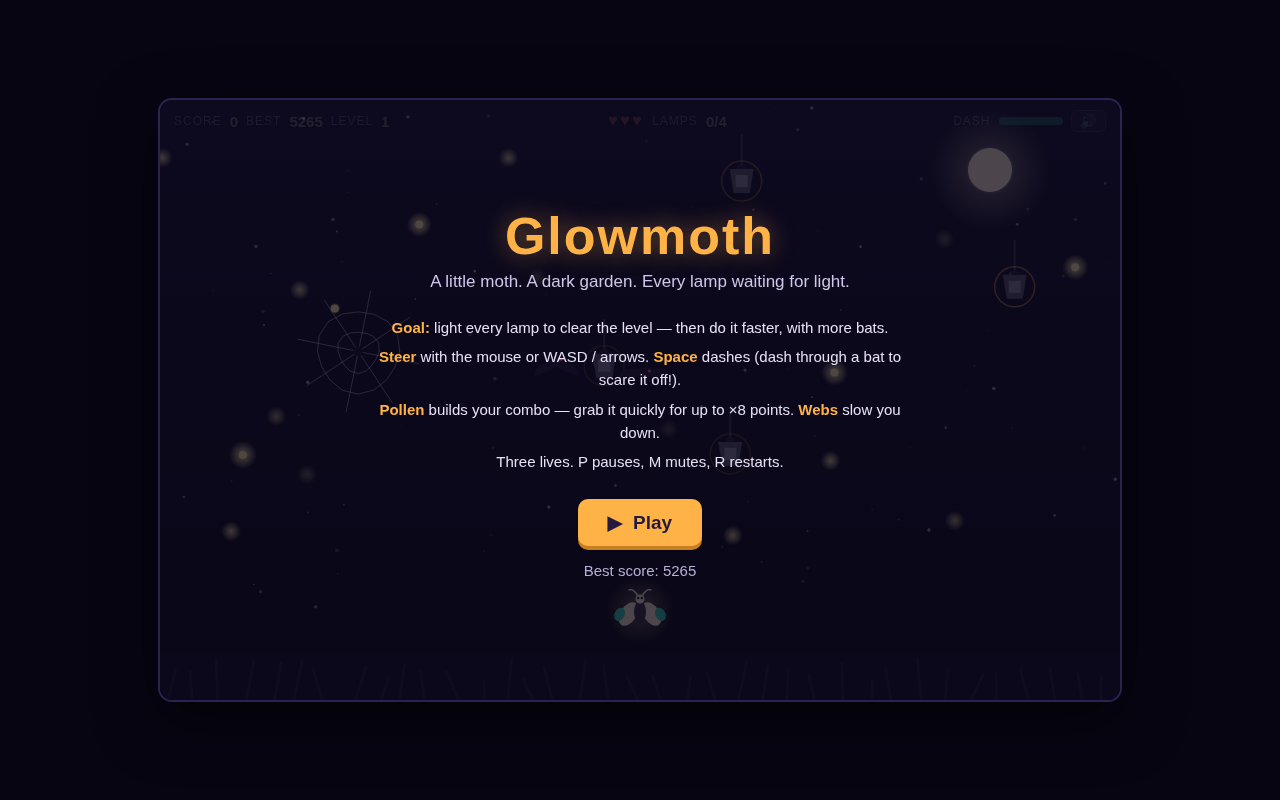 SCORE 0 BEST 5265 LEVEL 1 ♥♥♥ LAMPS 0/4 DASH 🔊
Glowmoth
A little moth. A dark garden. Every lamp waiting for light.
Goal: light every lamp to clear the level — then do it faster, with more bats.
Steer with the mouse or WASD / arrows. Space dashes (dash through a bat to
scare it off!).
Pollen builds your combo — grab it quickly for up to ×8 points. Webs slow you
down.
Three lives. P pauses, M mutes, R restarts.
▶ Play
Best score: 5265